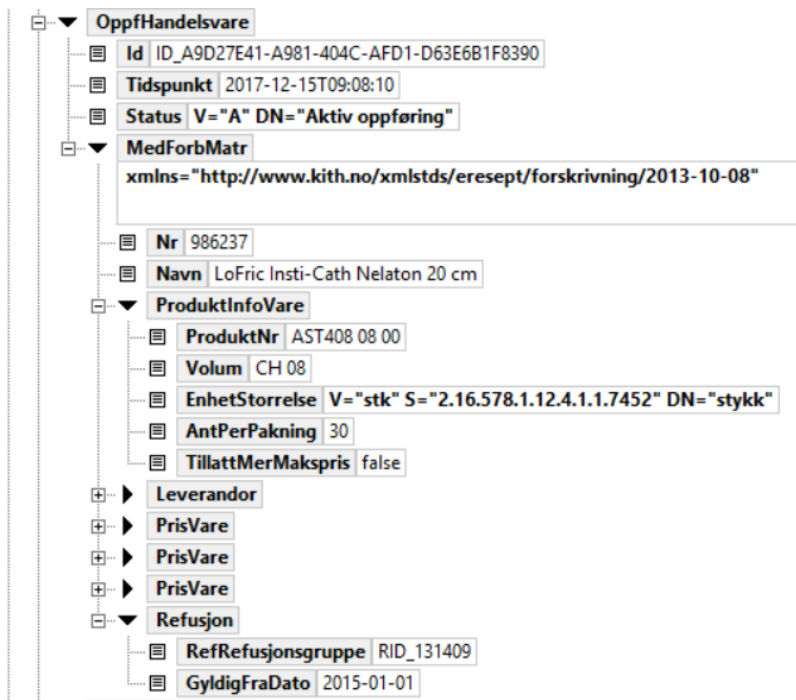 OppfHandelsvare
Id ID_A9D27E41-A981-404C-AFD1-D63E6B1F8390
Tidspunkt 2017-12-15T09:08:10
Status V="A" DN="Aktiv oppføring"
MedForbMatr
xmlns="http://www.kith.no/xmlstds/eresept/forskrivning/2013-10-08"
Nr 986237
Navn LoFric Insti-Cath Nelaton 20 cm
ProduktInfoVare
ProduktNr AST408 08 00
Volum CH 08
EnhetStorrelse V="stk" S="2.16.578.1.12.4.1.1.7452" DN="stykk"
AntPerPakning 30
TillattMerMakspris false
Leverandor
PrisVare
PrisVare
PrisVare
Refusjon
RefRefusjonsgruppe RID_131409
GyldigFraDato 2015-01-01